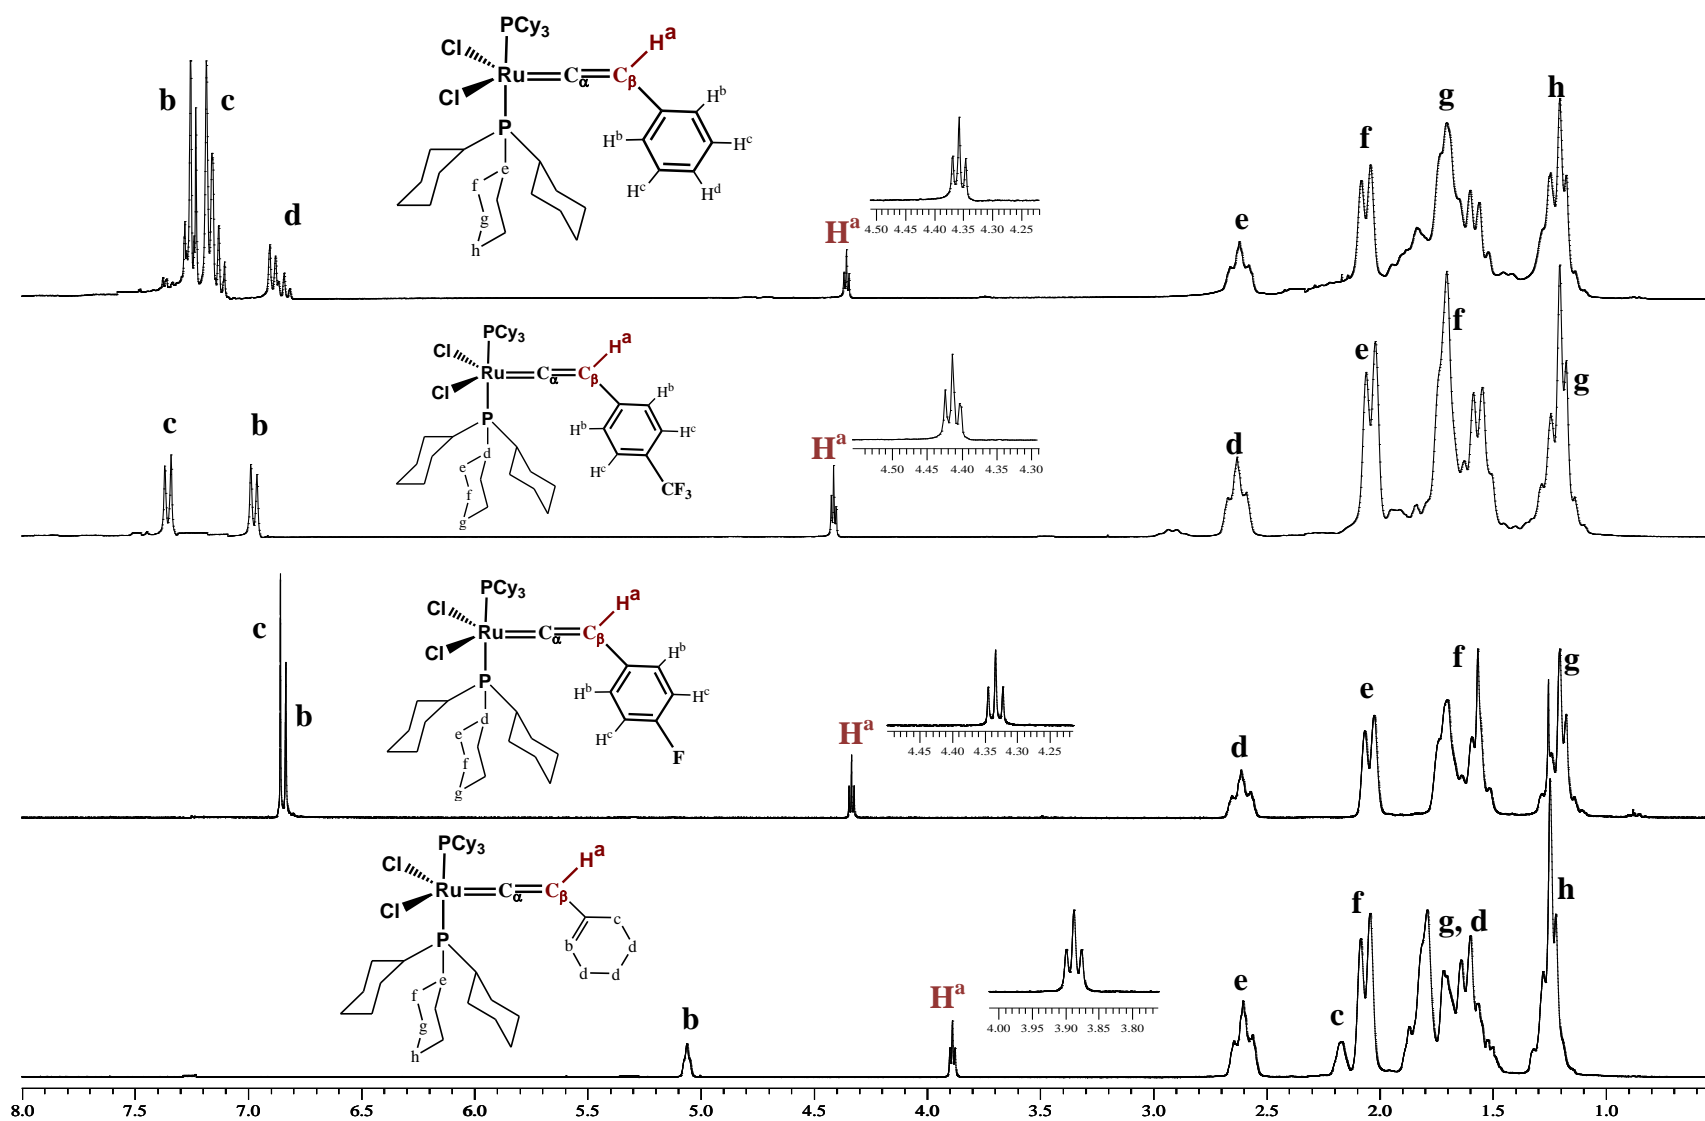 PCy3
Cl
Cl
Ru
Cα
Cβ
Ha
P
Hb
Hb
Hc
Hc
Hd
e
f
g
h
b
c
d
Ha
4.50 4.45 4.40 4.35 4.30 4.25
e
f
g
h
PCy3
Cl
Cl
Ru
Cα
Cβ
Ha
P
Hb
Hb
Hc
Hc
CF3
d
e
f
g
c
b
Ha
4.50 4.45 4.40 4.35 4.30
d
e
f
g
PCy3
Cl
Cl
Ru
Cα
Cβ
Ha
P
Hb
Hb
Hc
Hc
F
d
e
f
g
c
b
Ha
4.45 4.40 4.35 4.30 4.25
d
e
f
g
PCy3
Cl
Cl
Ru
Cα
Cβ
Ha
P
c
b
d
d
d
e
f
g
h
b
Ha
4.00 3.95 3.90 3.85 3.80
e
c
f
g, d
h
8.0 7.5 7.0 6.5 6.0 5.5 5.0 4.5 4.0 3.5 3.0 2.5 2.0 1.5 1.0